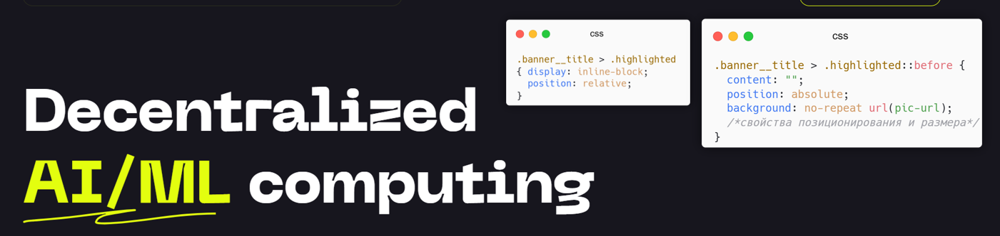 Decentralized
AI/ML computing
css
.banner__title > .highlighted
{ display: inline-block;
  position: relative;
}
css
.banner__title > .highlighted::before {
  content: "";
  position: absolute;
  background: no-repeat url(pic-url);
  /*свойства позиционирования и размера*/
}